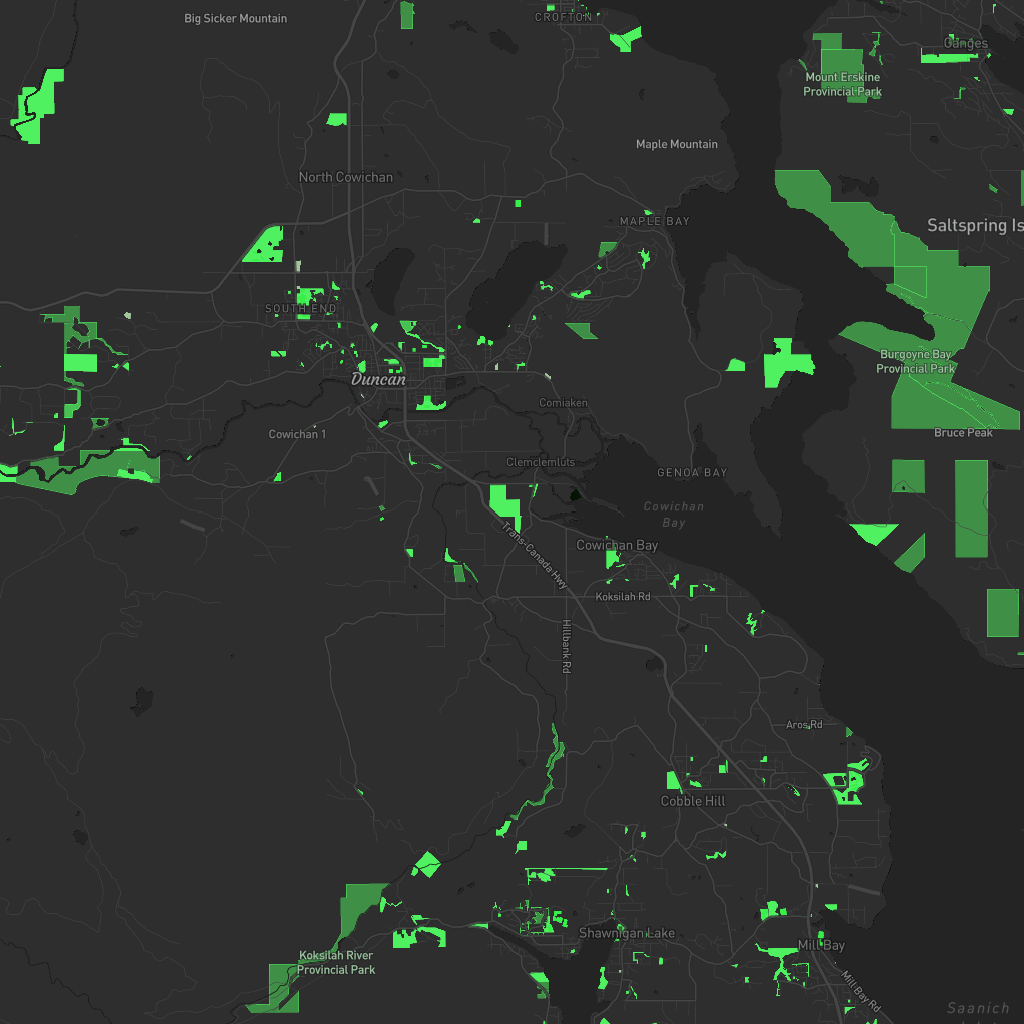 Big Sicker Mountain
CROFTON
Ganges
Mount Erskine
Provincial Park
Maple Mountain
North Cowichan
MAPLE BAY
Saltspring Is
SOUTH END
Burgoyne Bay
Provincial Park
Duncan
Comiaken
Cowichan 1
Bruce Peak
Clemclemluts
GENOA BAY
Cowichan
Bay
Trans-Canada Hwy
Cowichan Bay
Koksilah Rd
Hillbank Rd
Aros Rd
Cobble Hill
Shawnigan Lake
Mill Bay
Koksilah River
Provincial Park
Mill Bay Rd
Saanich